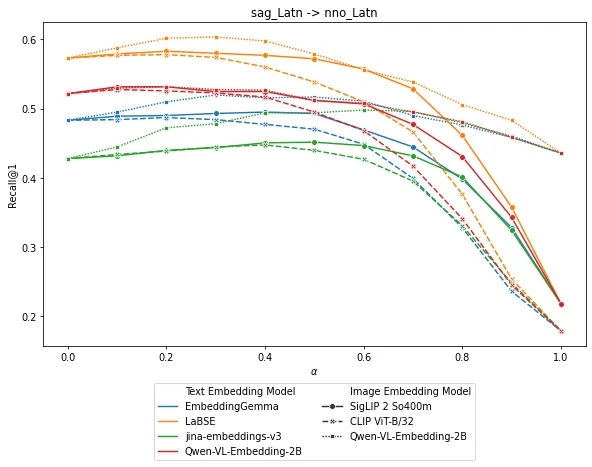 sag_Latn -> nno_Latn
0.6
0.5
0.4
0.3
0.2
Recall@1
0.0 0.2 0.4 0.6 0.8 1.0
α
Text Embedding Model Image Embedding Model
EmbeddingGemma SigLIP 2 So400m
LaBSE CLIP ViT-B/32
jina-embeddings-v3 Qwen-VL-Embedding-2B
Qwen-VL-Embedding-2B